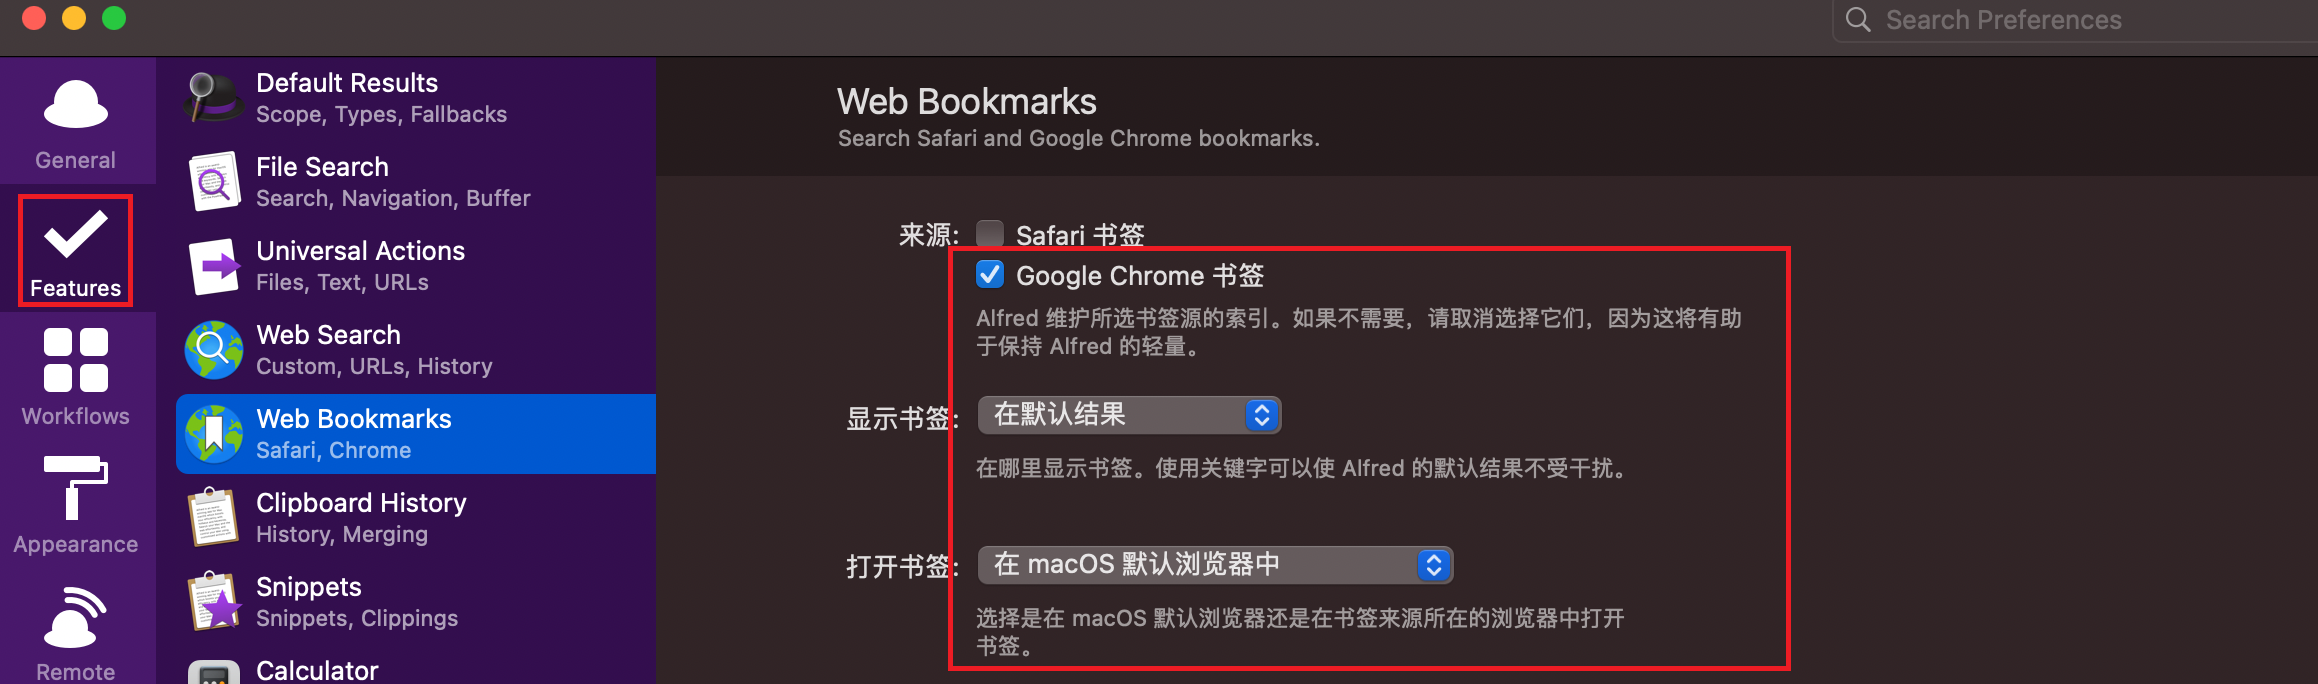 Search Preferences
General
Features
Workflows
Appearance
Remote
Default Results
Scope, Types, Fallbacks
File Search
Search, Navigation, Buffer
Universal Actions
Files, Text, URLs
Web Search
Custom, URLs, History
Web Bookmarks
Safari, Chrome
Clipboard History
History, Merging
Snippets
Snippets, Clippings
Calculator
Web Bookmarks
Search Safari and Google Chrome bookmarks.
来源: Safari 书签
Google Chrome 书签
Alfred 维护所选书签源的索引。如果不需要，请取消选择它们，因为这将有助
于保持 Alfred 的轻量。
显示书签: 在默认结果
在哪里显示书签。使用关键字可以使 Alfred 的默认结果不受干扰。
打开书签: 在 macOS 默认浏览器中
选择是在 macOS 默认浏览器还是在书签来源所在的浏览器中打开
书签。